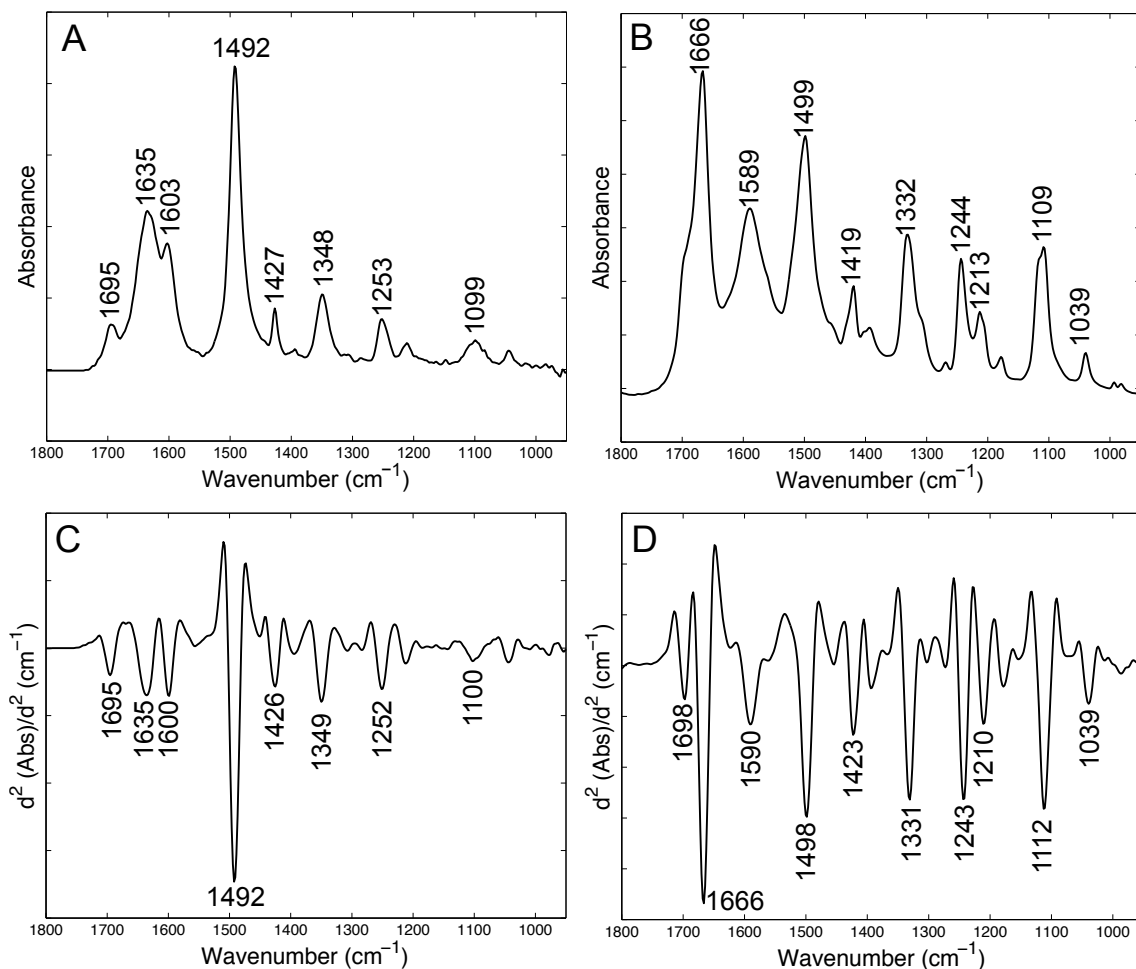 A
1492
1635
1603
1695
1427
1348
1253
1099
Absorbance
1800 1700 1600 1500 1400 1300 1200 1100 1000
Wavenumber (cm⁻¹)
B
1666
1589
1499
1419
1332
1244
1213
1109
1039
Absorbance
1800 1700 1600 1500 1400 1300 1200 1100 1000
Wavenumber (cm⁻¹)
C
1695
1635
1600
1492
1426
1349
1252
1100
d² (Abs)/d² (cm⁻¹)
1800 1700 1600 1500 1400 1300 1200 1100 1000
Wavenumber (cm⁻¹)
D
1698
1666
1590
1498
1423
1331
1243
1210
1112
1039
d² (Abs)/d² (cm⁻¹)
1800 1700 1600 1500 1400 1300 1200 1100 1000
Wavenumber (cm⁻¹)